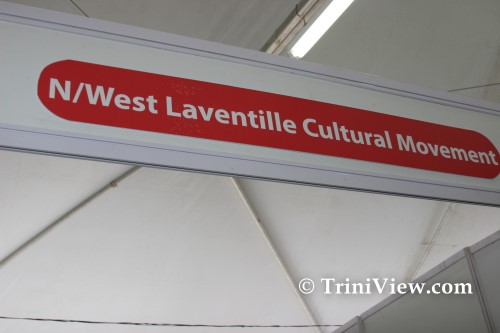 N/West Laventille Cultural Movement
© TriniView.com